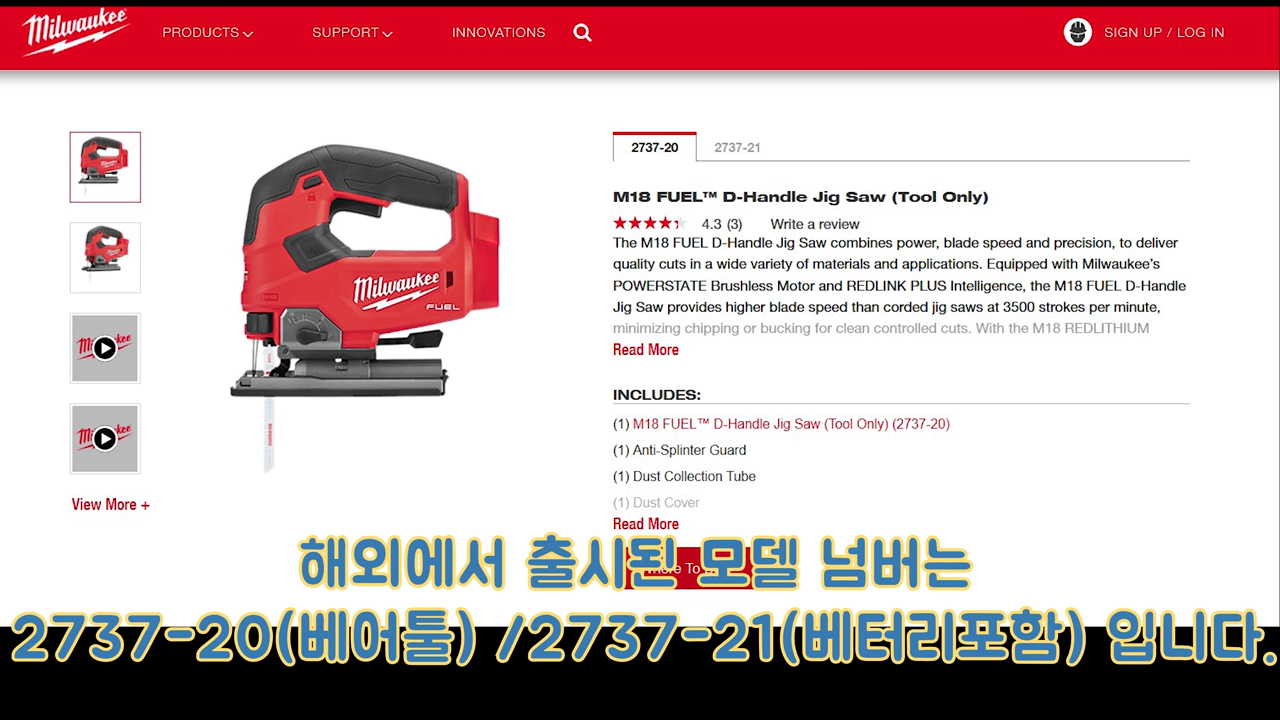 Milwaukee
PRODUCTS
SUPPORT
INNOVATIONS
SIGN UP / LOG IN
2737-20
2737-21
M18 FUEL™ D-Handle Jig Saw (Tool Only)
4.3 (3)
Write a review
The M18 FUEL D-Handle Jig Saw combines power, blade speed and precision, to deliver
quality cuts in a wide variety of materials and applications. Equipped with Milwaukee's
POWERSTATE Brushless Motor and REDLINK PLUS Intelligence, the M18 FUEL D-Handle
Jig Saw provides higher blade speed than corded jig saws at 3500 strokes per minute,
minimizing chipping or bucking for clean controlled cuts. With the M18 REDLITHIUM
Read More
Milwaukee
FUEL
View More +
INCLUDES:
(1) M18 FUEL™ D-Handle Jig Saw (Tool Only) (2737-20)
(1) Anti-Splinter Guard
(1) Dust Collection Tube
(1) Dust Cover
Read More
해외에서 출시된 모델 넘버는
2737-20(베어툴) /2737-21(베터리포함) 입니다.